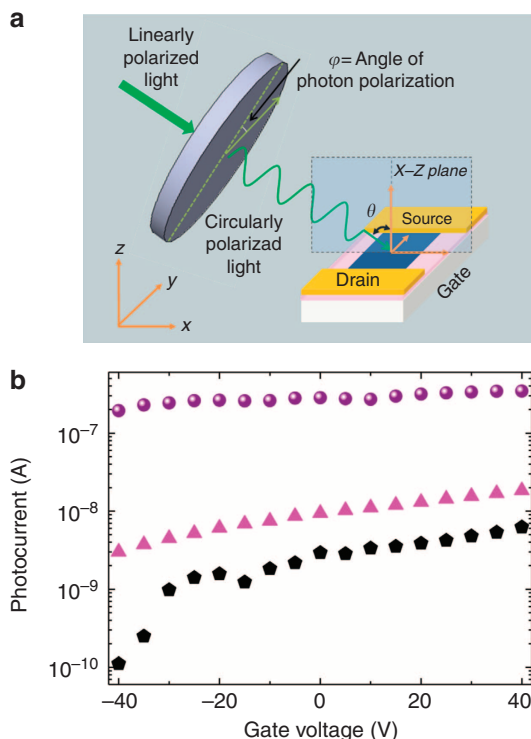 a
Linearly
polarized
light
φ= Angle of
photon polarization
X–Z plane
θ
Source
Circularly
polarizad
light
Drain
Gate
z
y
x
b
Photocurrent (A)
10−7
10−8
10−9
10−10
−40
−20
0
20
40
Gate voltage (V)